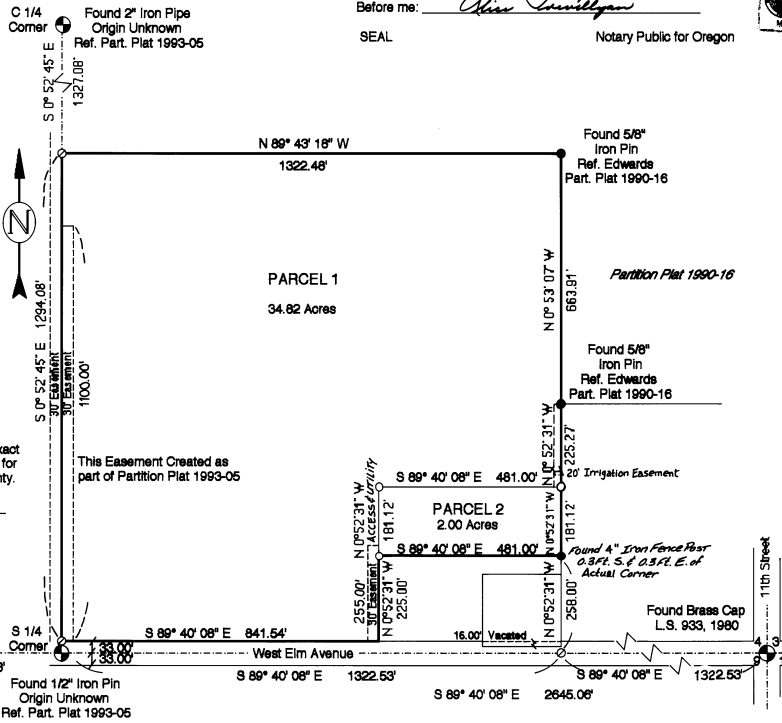 Before me:
SEAL
Notary Public for Oregon
C 1/4
Corner
Found 2" Iron Pipe
Origin Unknown
Ref. Part. Plat 1993-05
S 0° 52' 45" E
1327.08'
N 89° 43' 18" W
1322.48'
Found 5/8"
Iron Pin
Ref. Edwards
Part. Plat 1990-16
N
PARCEL 1
34.82 Acres
N 0° 53' 07" W
663.91'
Partition Plat 1990-16
S 0° 52' 45" E 1294.08'
30' Easement
30' Easement
1100.00'
Found 5/8"
Iron Pin
Ref. Edwards
Part. Plat 1990-16
N 0° 52' 31" W
225.27'
xact
for
nty.
This Easement Created as
part of Partition Plat 1993-05
20' Irrigation Easement
S 89° 40' 08" E 481.00'
PARCEL 2
2.00 Acres
N 0°52'31" W
181.12'
ACCESS & UTILITY
N 0°52'31" W
181.12'
S 89° 40' 08" E 481.00'
Found 4" Iron Fence Post
0.3 Ft. S. & 0.3 Ft. E. of
Actual Corner
255.00'
30' Easement
N 0°52'31" W
225.00'
N 0°52'31" W
258.00'
11th Street
Found Brass Cap
L.S. 933, 1980
S 1/4
Corner
S 89° 40' 08" E 841.54'
16.00' Vacated
4 3
9
33.00'
33.00'
West Elm Avenue
S 89° 40' 08" E 1322.53'
S 89° 40' 08" E 1322.53'
Found 1/2" Iron Pin
Origin Unknown
Ref. Part. Plat 1993-05
S 89° 40' 08" E 2645.06'